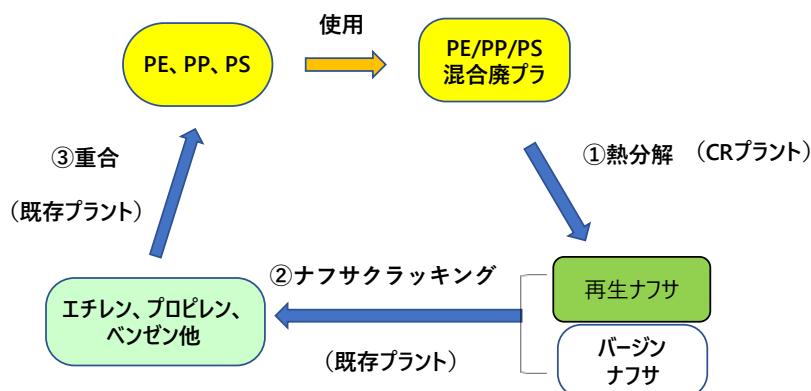 使用
PE、PP、PS
PE/PP/PS
混合廃プラ
③重合
(既存プラント)
①熱分解 (CRプラント)
②ナフサクラッキング
(既存プラント)
再生ナフサ
バージン
ナフサ
エチレン、プロピレン、
ベンゼン他